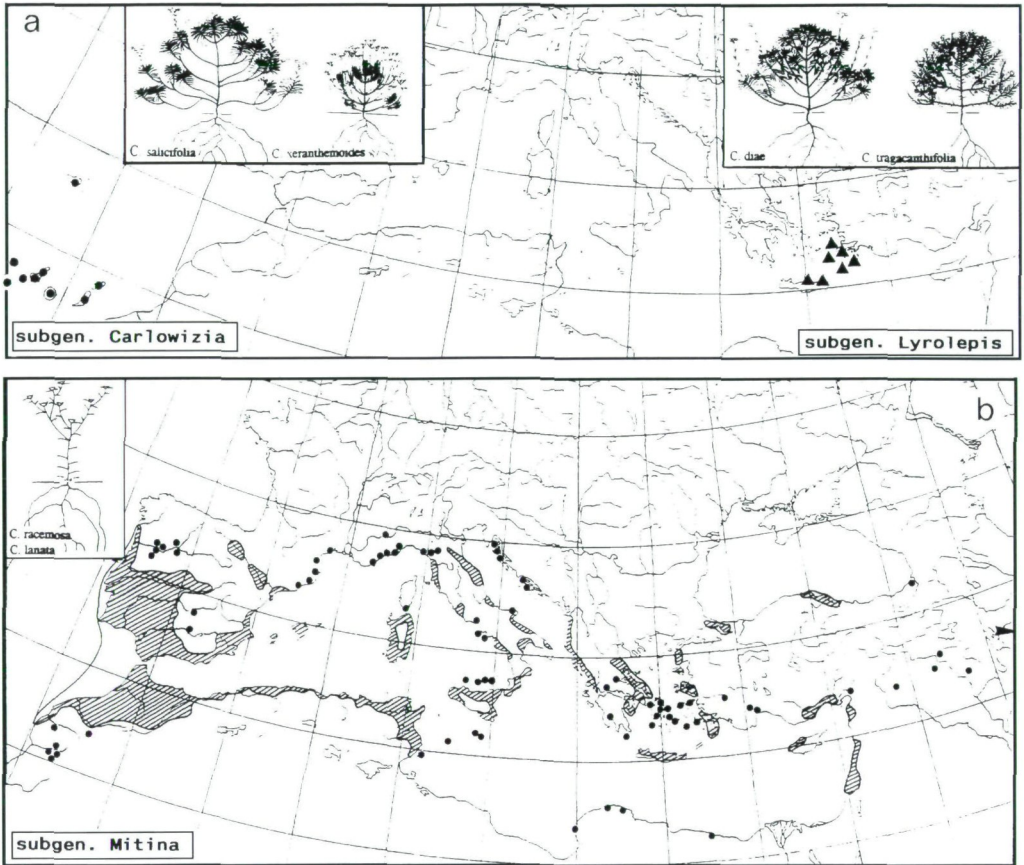 a
C. salicifolia
C. xeranthemoides
C. diae
C. tragacanthifolia
subgen. Carlowizia
subgen. Lyrolepis
b
C. racemosa
C. lanata
subgen. Mitina